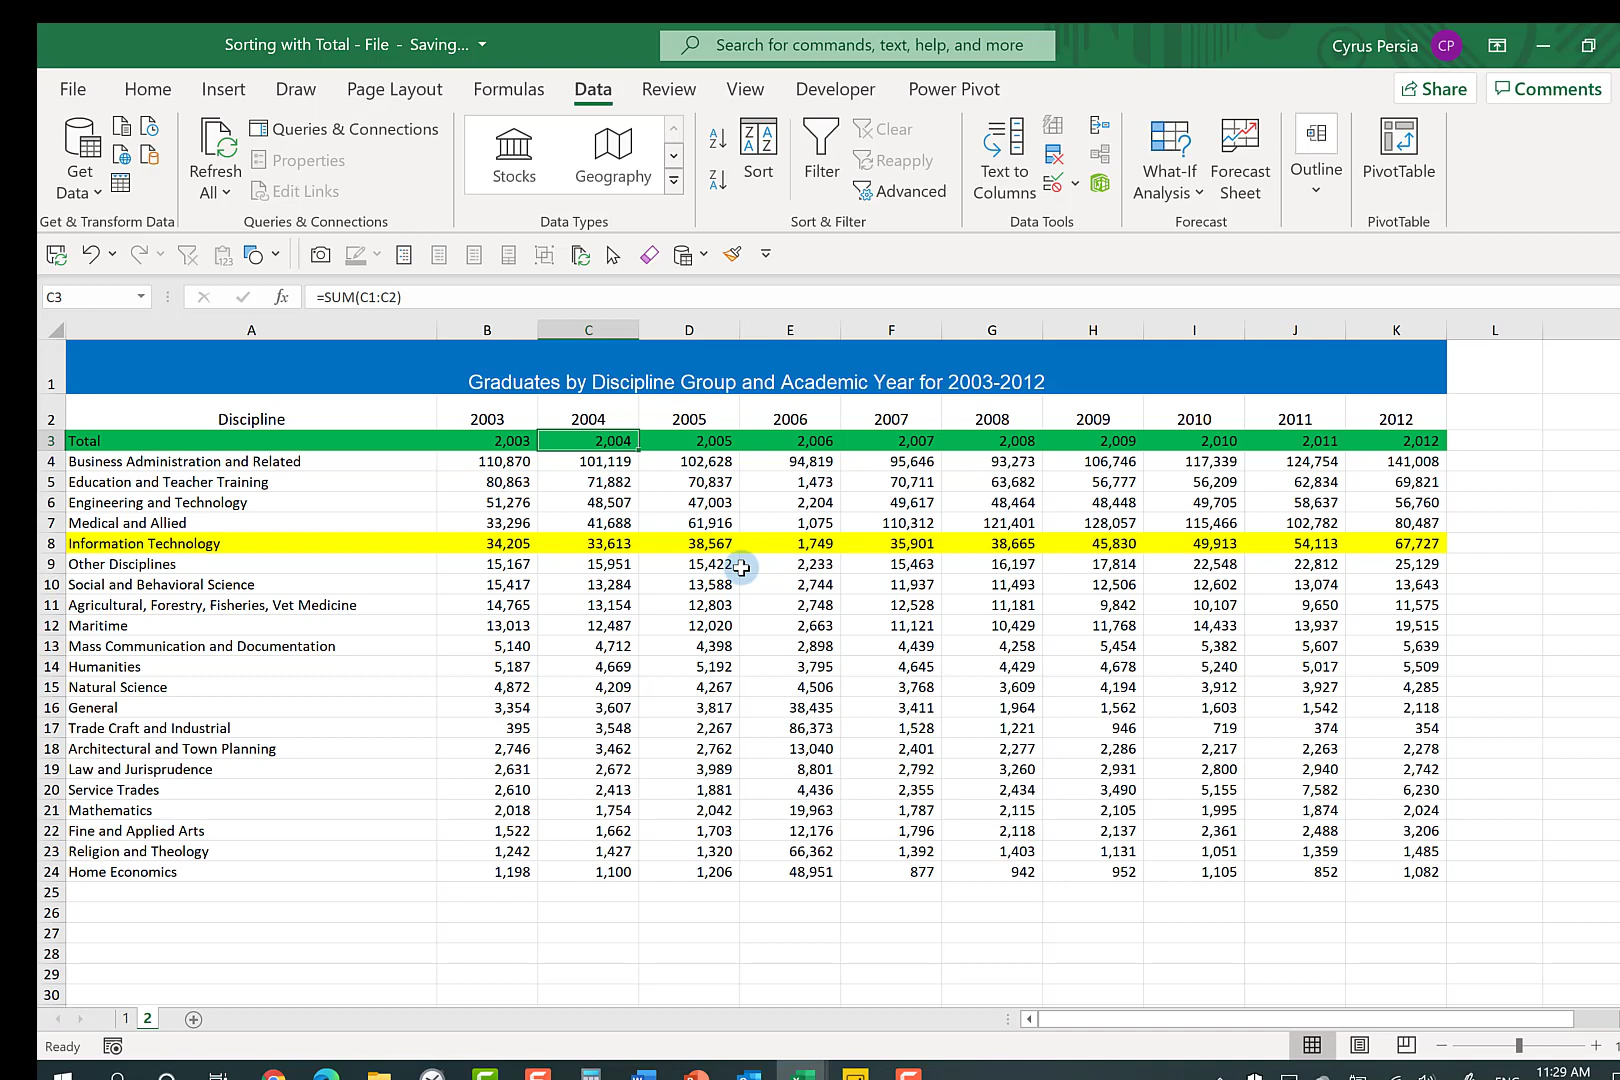 Sorting with Total - File - Saving...
Search for commands, text, help, and more
Cyrus Persia CP
File Home Insert Draw Page Layout Formulas Data Review View Developer Power Pivot Share Comments
Queries & Connections Clear
Properties Reapply
Get Data Refresh All Stocks Geography Sort Filter Text to Columns What-If Analysis Forecast Sheet Outline PivotTable
Edit Links Advanced
Get & Transform Data Queries & Connections Data Types Sort & Filter Data Tools Forecast PivotTable
C3 fx =SUM(C1:C2)
A B C D E F G H I J K L
1 Graduates by Discipline Group and Academic Year for 2003-2012
2 Discipline 2003 2004 2005 2006 2007 2008 2009 2010 2011 2012
3 Total 2,003 2,004 2,005 2,006 2,007 2,008 2,009 2,010 2,011 2,012
4 Business Administration and Related 110,870 101,119 102,628 94,819 95,646 93,273 106,746 117,339 124,754 141,008
5 Education and Teacher Training 80,863 71,882 70,837 1,473 70,711 63,682 56,777 56,209 62,834 69,821
6 Engineering and Technology 51,276 48,507 47,003 2,204 49,617 48,464 48,448 49,705 58,637 56,760
7 Medical and Allied 33,296 41,688 61,916 1,075 110,312 121,401 128,057 115,466 102,782 80,487
8 Information Technology 34,205 33,613 38,567 1,749 35,901 38,665 45,830 49,913 54,113 67,727
9 Other Disciplines 15,167 15,951 15,422 2,233 15,463 16,197 17,814 22,548 22,812 25,129
10 Social and Behavioral Science 15,417 13,284 13,588 2,744 11,937 11,493 12,506 12,602 13,074 13,643
11 Agricultural, Forestry, Fisheries, Vet Medicine 14,765 13,154 12,803 2,748 12,528 11,181 9,842 10,107 9,650 11,575
12 Maritime 13,013 12,487 12,020 2,663 11,121 10,429 11,768 14,433 13,937 19,515
13 Mass Communication and Documentation 5,140 4,784 4,398 2,898 4,439 4,258 5,454 5,382 5,607 5,639
14 Humanities 5,187 4,669 5,192 3,795 4,645 4,429 4,678 5,240 5,017 5,509
15 Natural Science 4,872 4,209 4,267 4,506 3,768 3,609 4,194 3,912 3,927 4,285
16 General 3,354 3,607 3,817 38,435 3,411 1,964 1,562 1,603 1,542 2,118
17 Trade Craft and Industrial 395 3,548 2,267 86,373 1,528 1,221 946 719 374 354
18 Architectural and Town Planning 2,746 3,462 2,762 13,040 2,401 2,277 2,286 2,217 2,263 2,278
19 Law and Jurisprudence 2,631 2,672 3,989 8,801 2,792 3,260 2,931 2,800 2,940 2,742
20 Service Trades 2,610 2,413 1,881 4,436 2,355 2,434 3,490 5,155 7,582 6,230
21 Mathematics 2,018 1,754 2,042 19,963 1,787 2,115 2,105 1,995 1,874 2,024
22 Fine and Applied Arts 1,522 1,662 1,703 12,176 1,796 2,118 2,137 2,361 2,488 3,206
23 Religion and Theology 1,242 1,427 1,320 66,362 1,392 1,403 1,131 1,051 1,359 1,485
24 Home Economics 1,198 1,100 1,206 48,951 877 942 952 1,105 852 1,082
25
26
27
28
29
30
1 2
Ready
11:29 AM